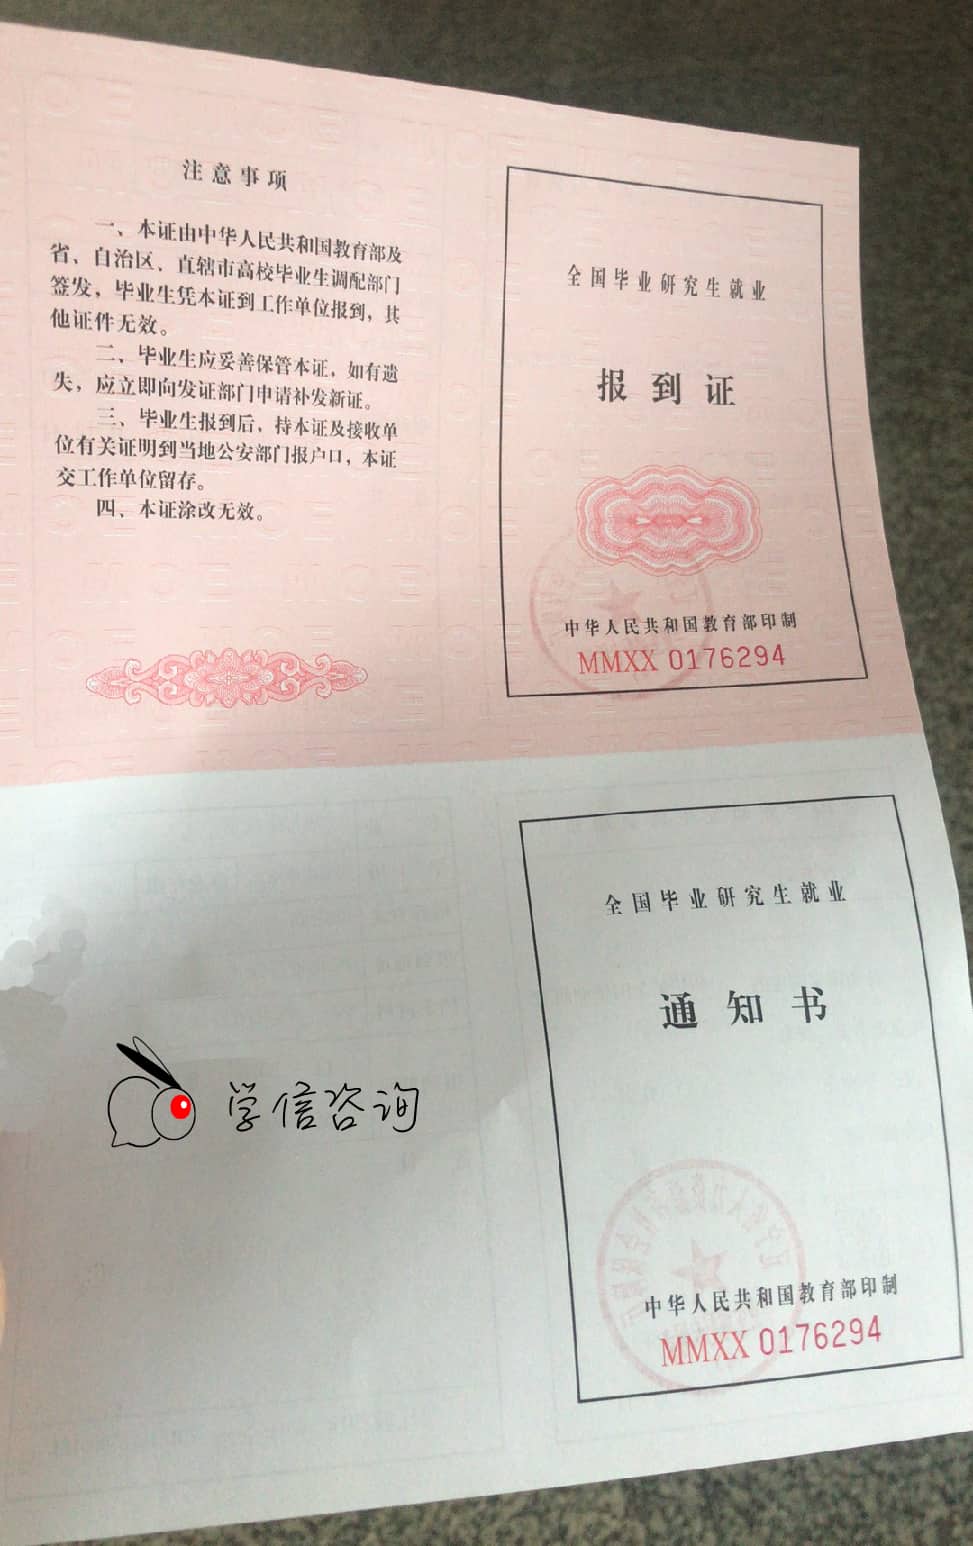 注意事项
一、本证由中华人民共和国教育部及
省、自治区、直辖市高校毕业生调配部门
签发，毕业生凭本证到工作单位报到，其
他证件无效。
二、毕业生应妥善保管本证，如有遗
失，应立即向发证部门申请补发新证。
三、毕业生报到后，持本证及接收单
位有关证明到当地公安部门报户口，本证
交工作单位留存。
四、本证涂改无效。
全国毕业研究生就业
报到证
中华人民共和国教育部印制
MMXX 0176294
学信咨询
全国毕业研究生就业
通知书
中华人民共和国教育部印制
MMXX 0176294